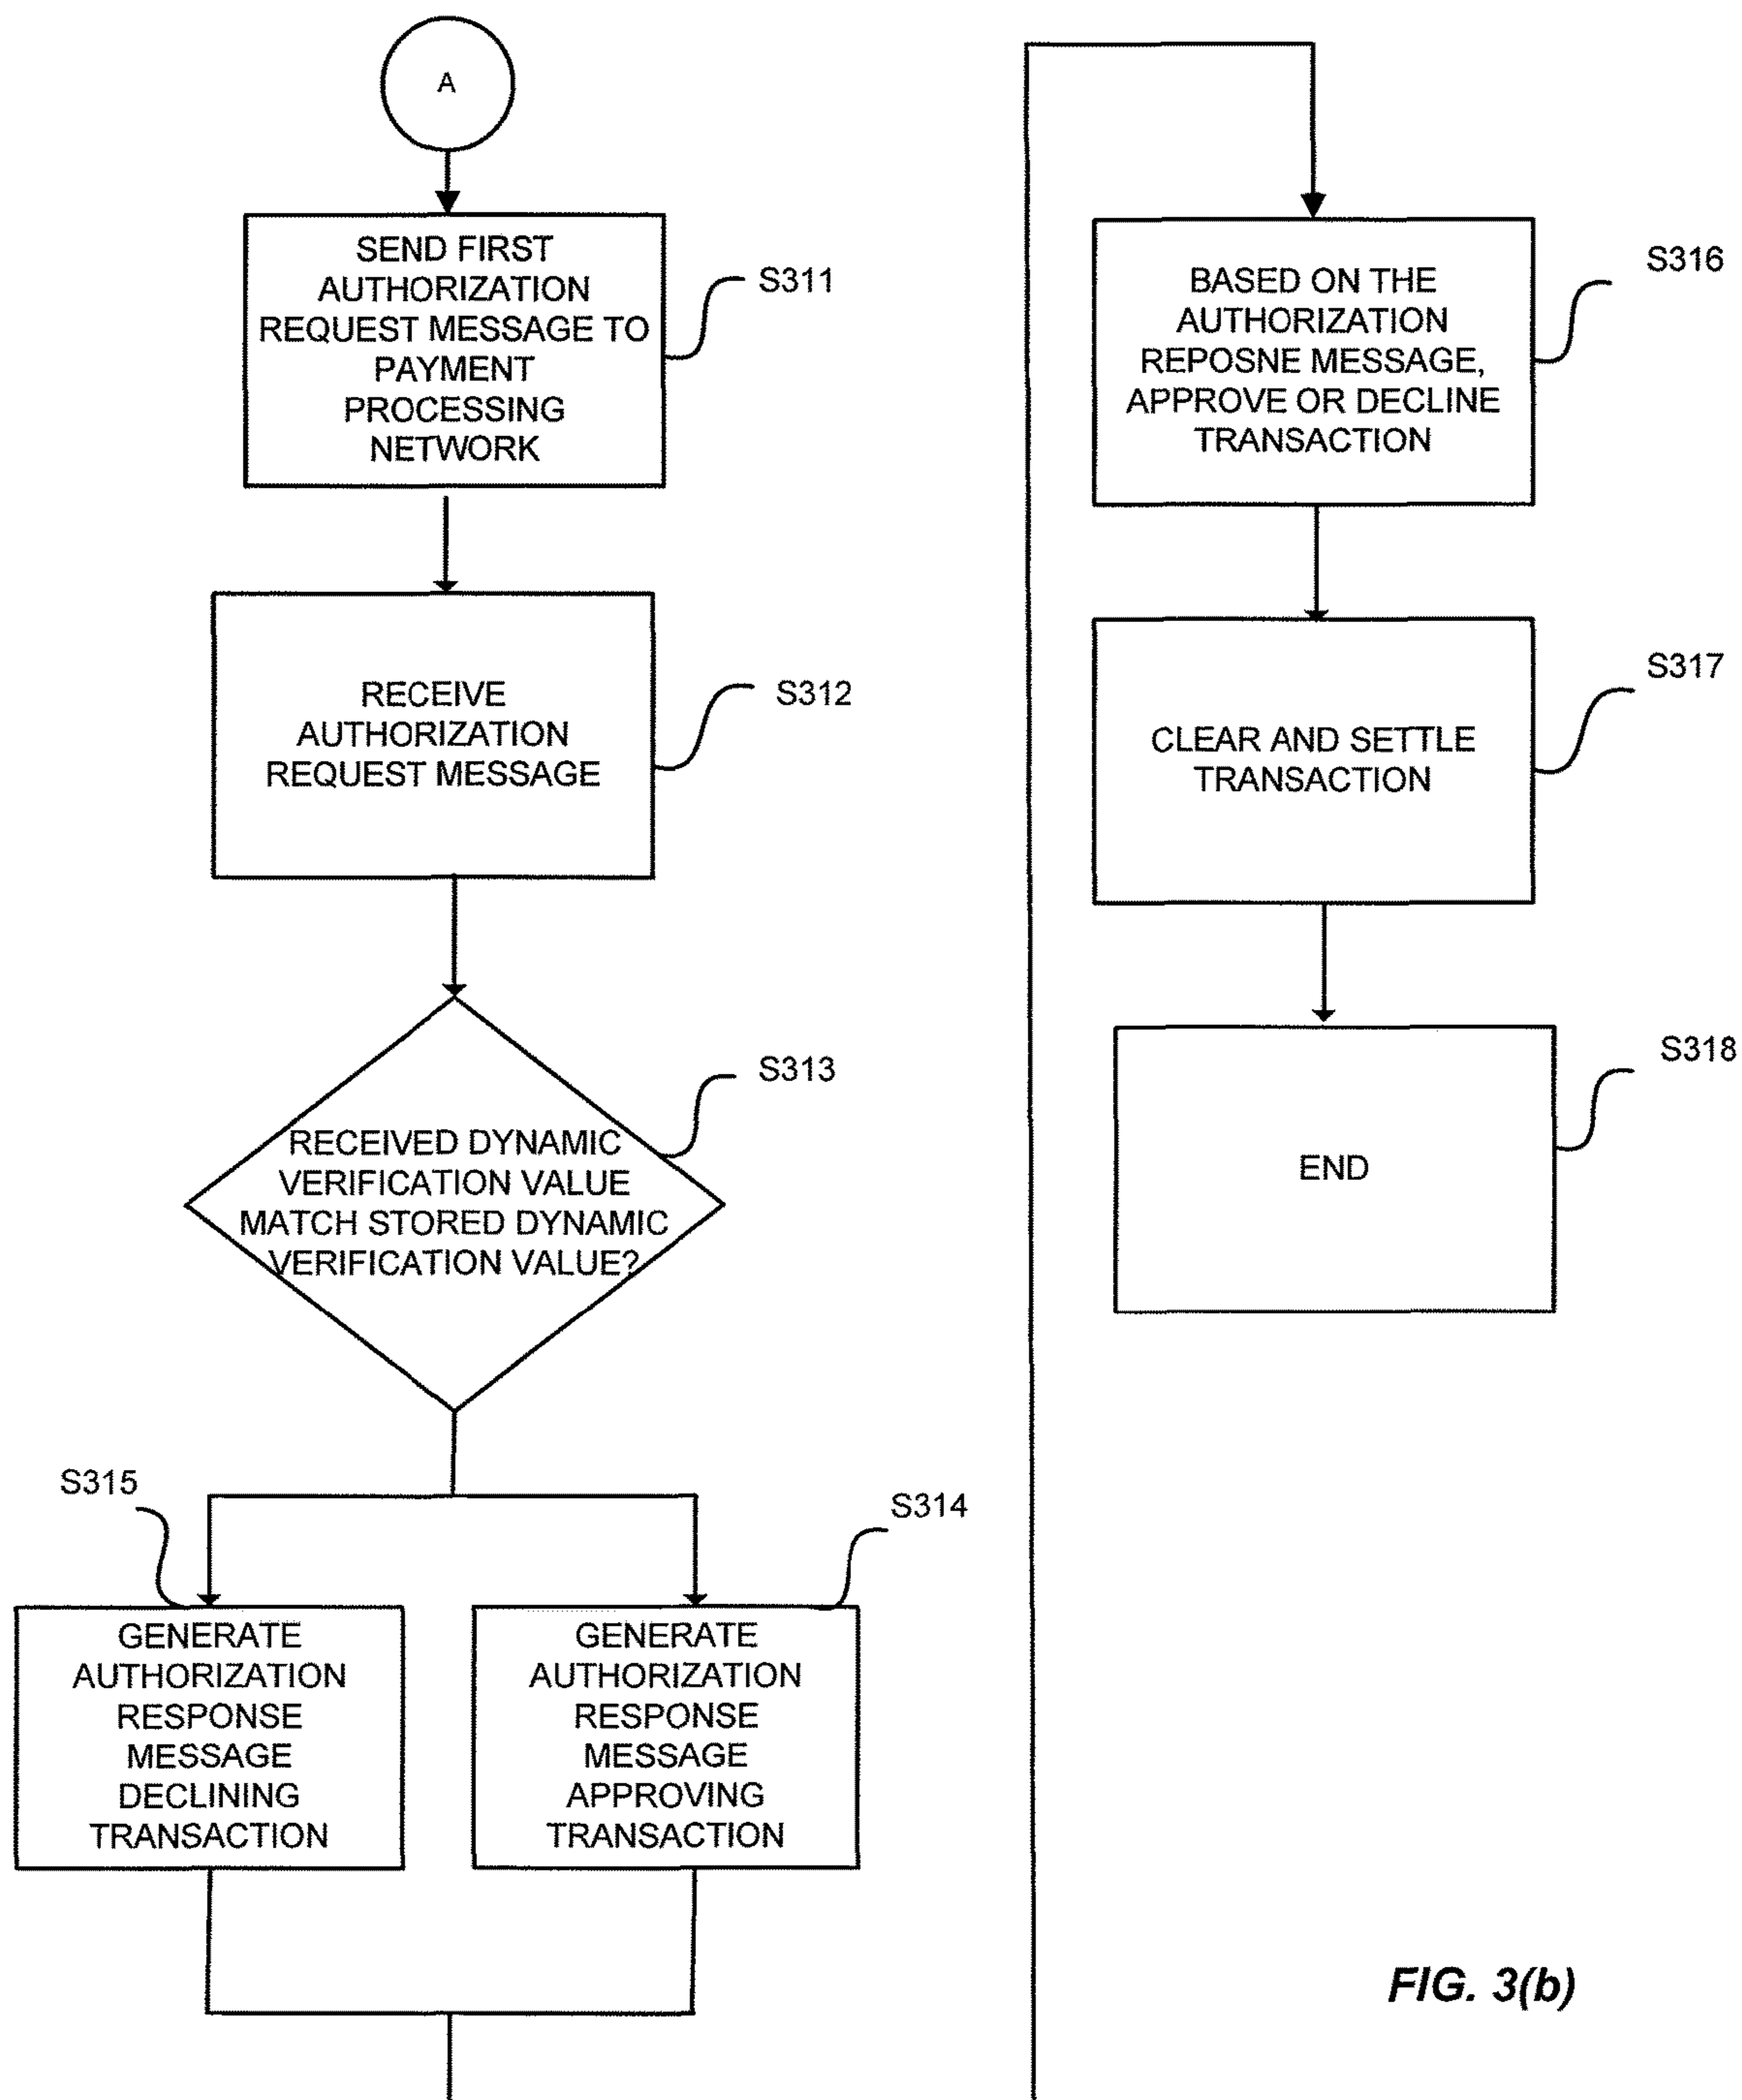 A
SEND FIRST
AUTHORIZATION
REQUEST MESSAGE TO
PAYMENT
PROCESSING
NETWORK
S311
RECEIVE
AUTHORIZATION
REQUEST MESSAGE
S312
RECEIVED DYNAMIC
VERIFICATION VALUE
MATCH STORED DYNAMIC
VERIFICATION VALUE?
S313
S315
GENERATE
AUTHORIZATION
RESPONSE
MESSAGE
DECLINING
TRANSACTION
S314
GENERATE
AUTHORIZATION
RESPONSE
MESSAGE
APPROVING
TRANSACTION
BASED ON THE
AUTHORIZATION
REPOSNE MESSAGE,
APPROVE OR DECLINE
TRANSACTION
S316
CLEAR AND SETTLE
TRANSACTION
S317
END
S318
FIG. 3(b)